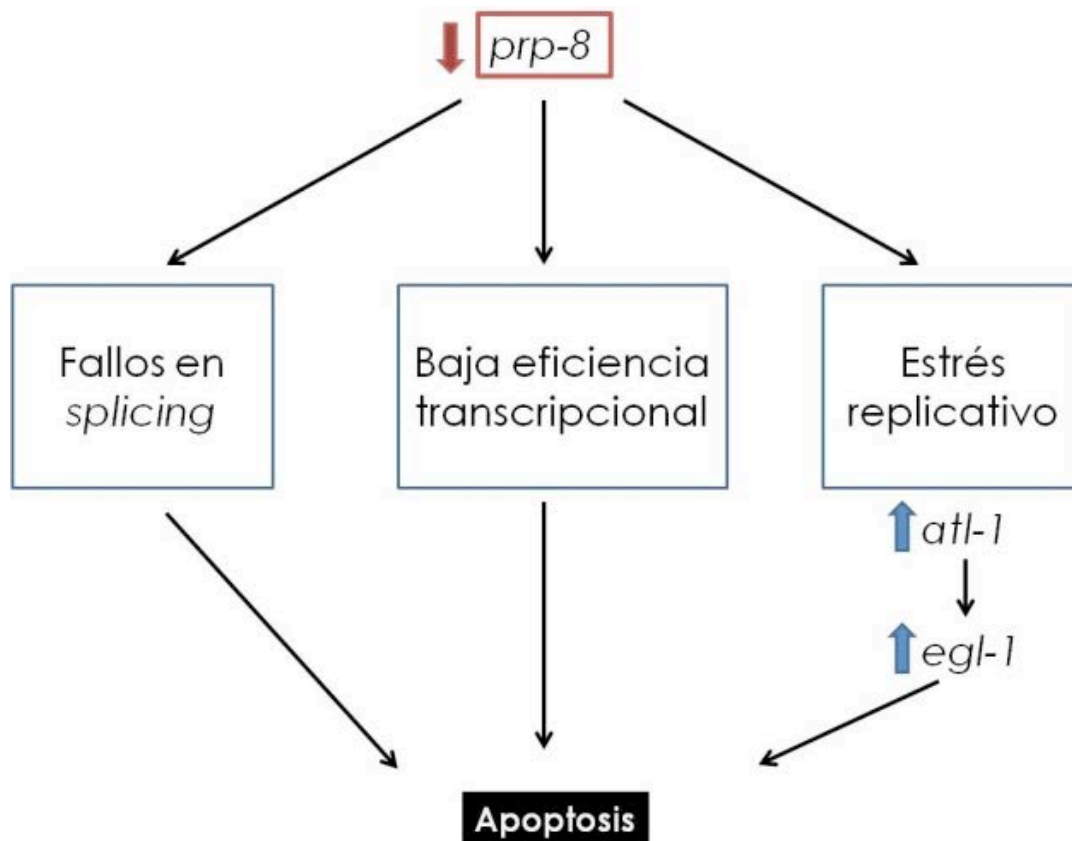 prp-8
Fallos en
splicing
Baja eficiencia
transcripcional
Estrés
replicativo
atl-1
egl-1
Apoptosis